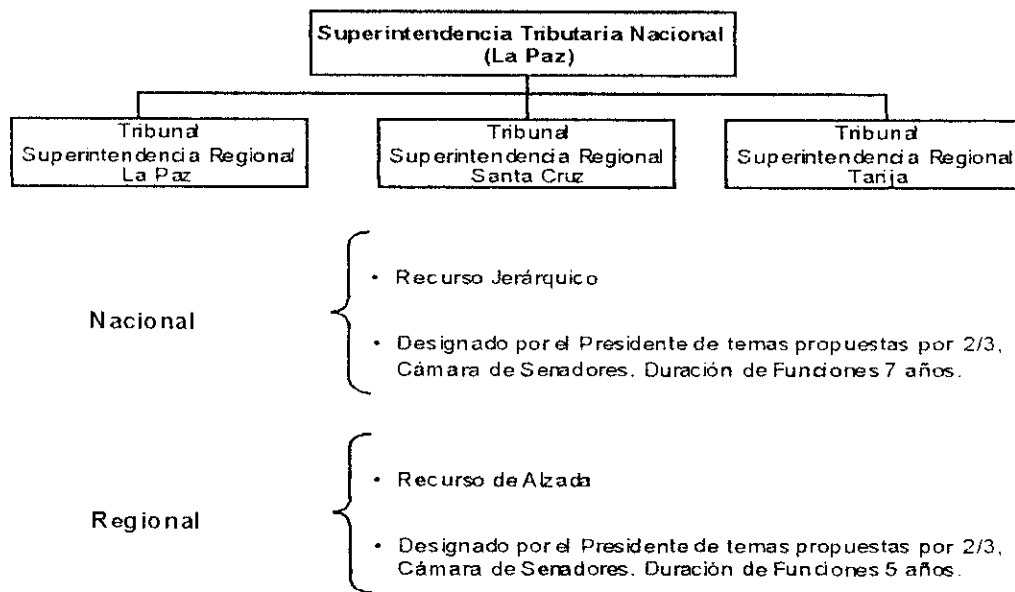 Superintendencia Tributaria Nacional
(La Paz)
Tribunal
Superintendencia Regional
La Paz
Tribunal
Superintendencia Regional
Santa Cruz
Tribunal
Superintendencia Regional
Tarija
Nacional
• Recurso Jerárquico
• Designado por el Presidente de temas propuestas por 2/3,
Cámara de Senadores. Duración de Funciones 7 años.
Regional
• Recurso de Alzada
• Designado por el Presidente de temas propuestas por 2/3,
Cámara de Senadores. Duración de Funciones 5 años.